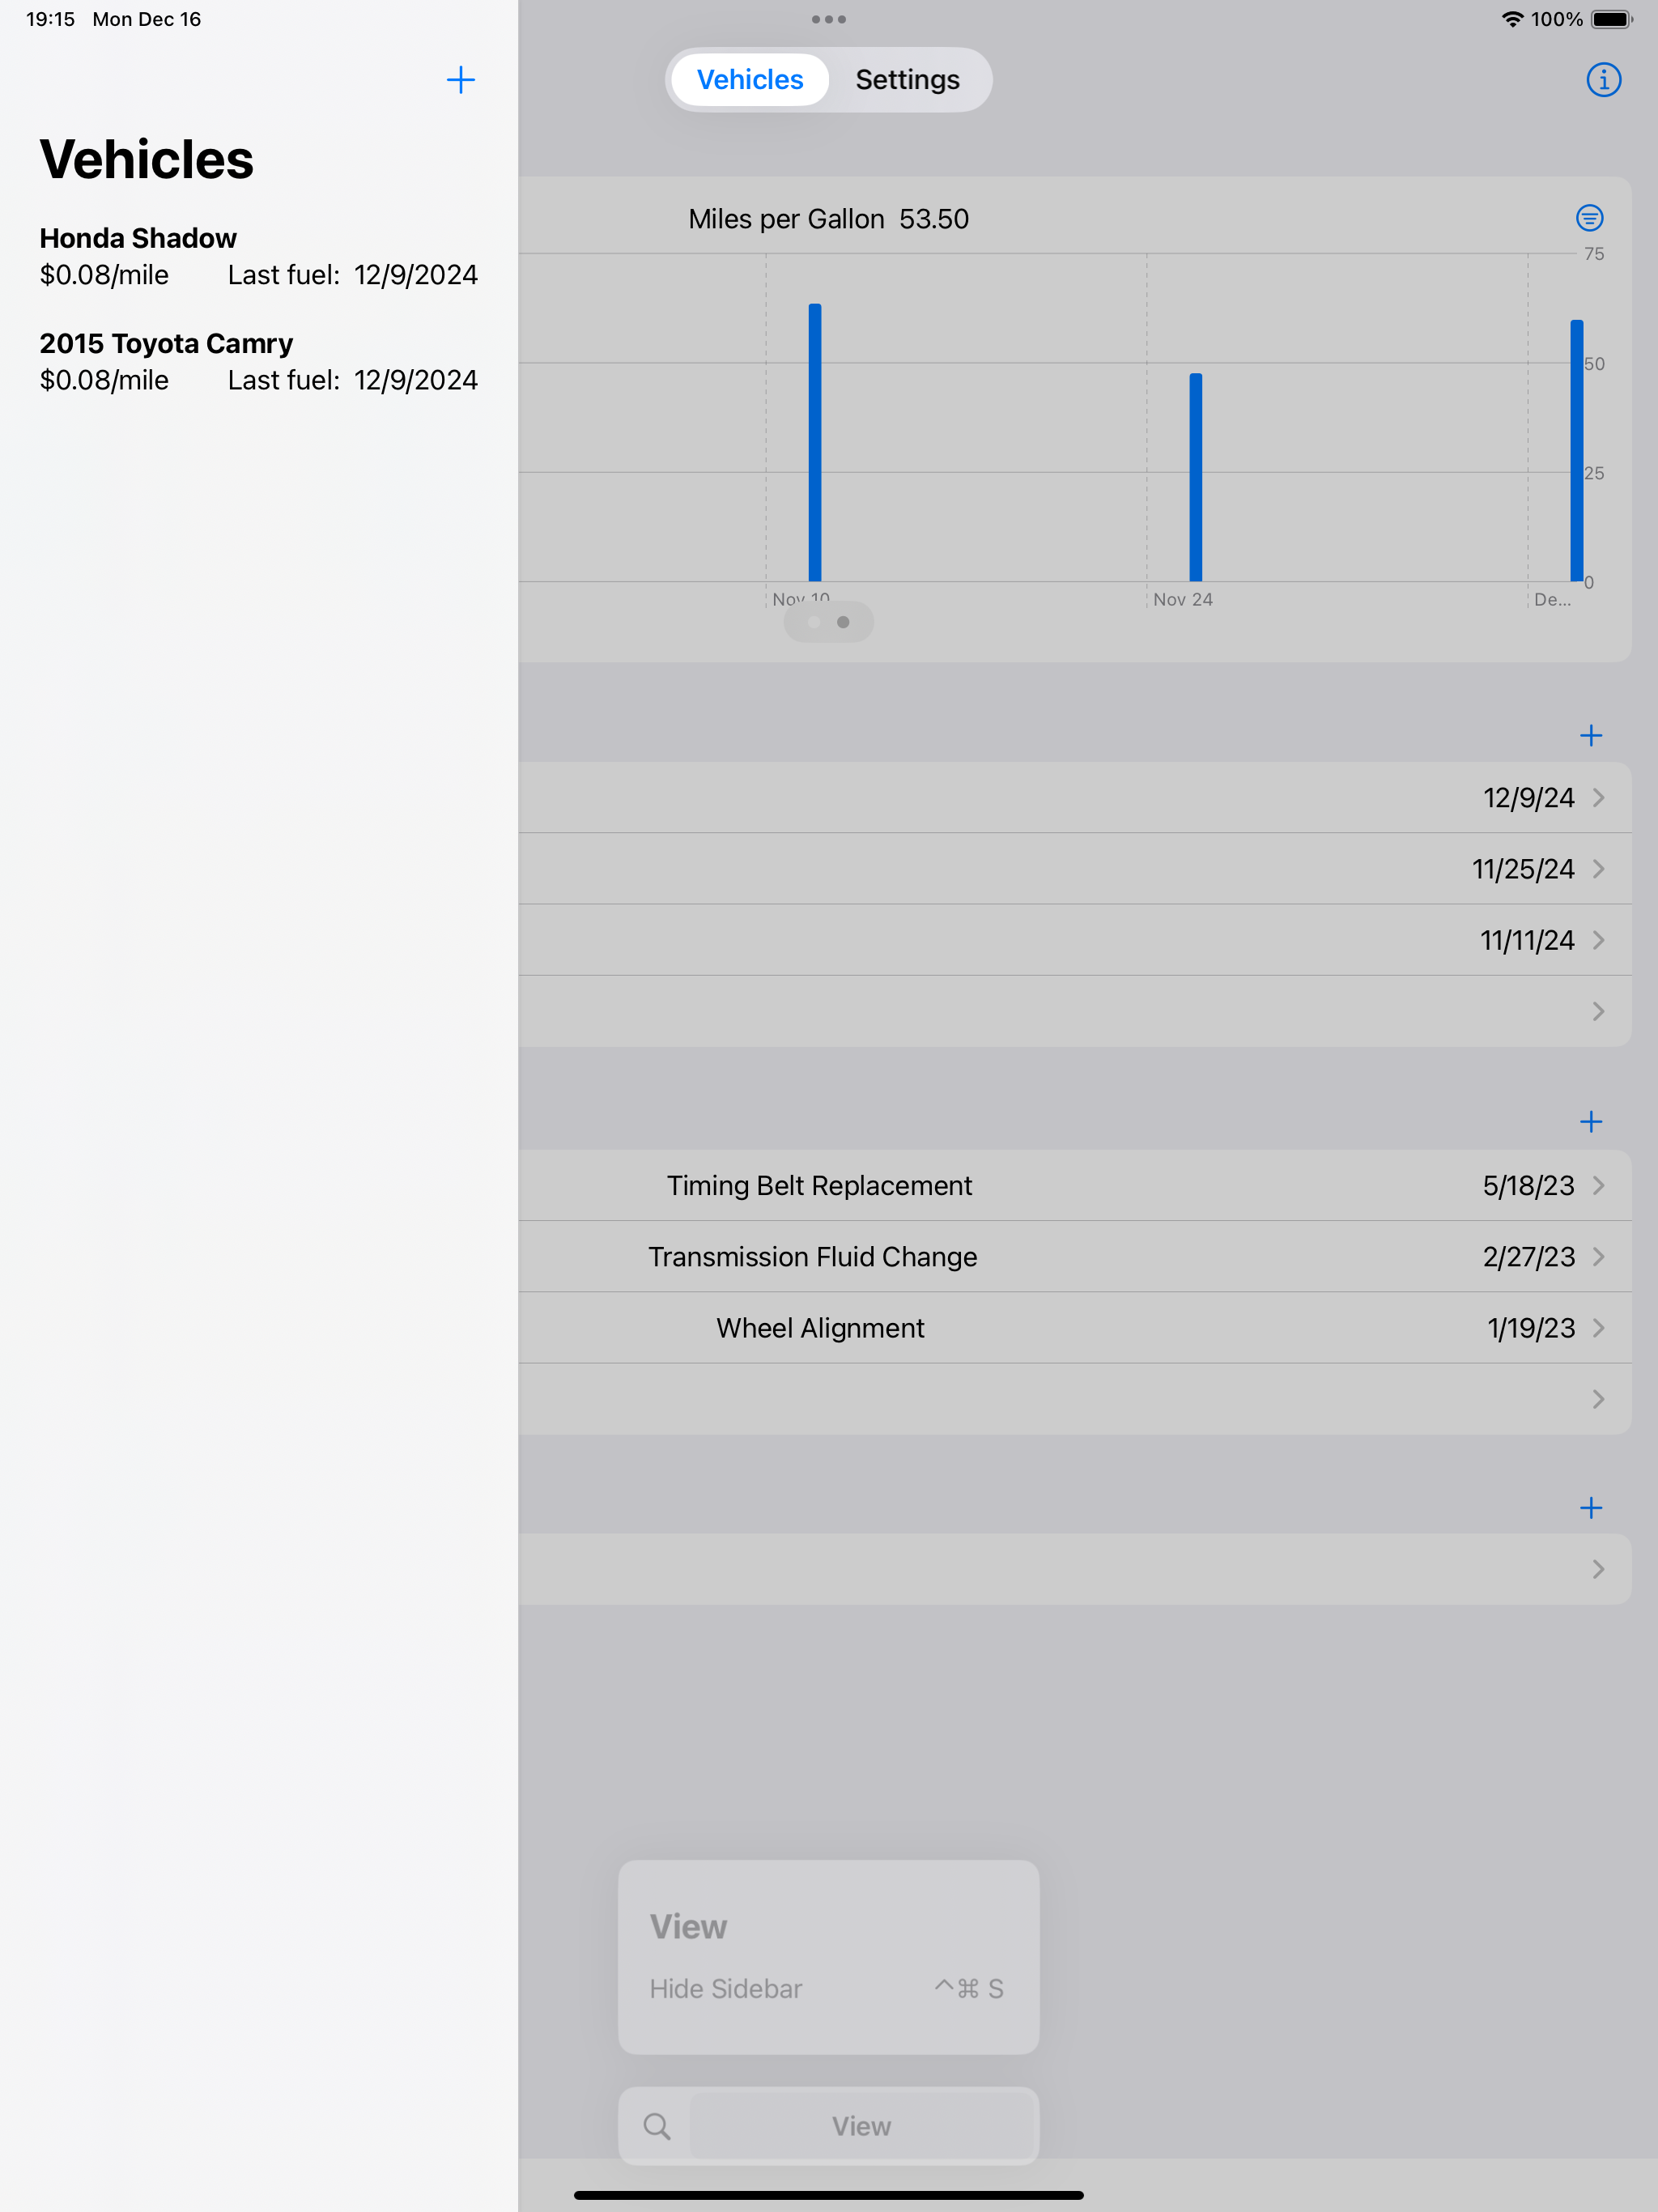 19:15 Mon Dec 16
100%
Vehicles Settings
Vehicles
Honda Shadow
$0.08/mile Last fuel: 12/9/2024
2015 Toyota Camry
$0.08/mile Last fuel: 12/9/2024
Miles per Gallon 53.50
75
50
25
0
Nov 10 Nov 24 De...
12/9/24
11/25/24
11/11/24
Timing Belt Replacement 5/18/23
Transmission Fluid Change 2/27/23
Wheel Alignment 1/19/23
View
Hide Sidebar ^⌘ S
View